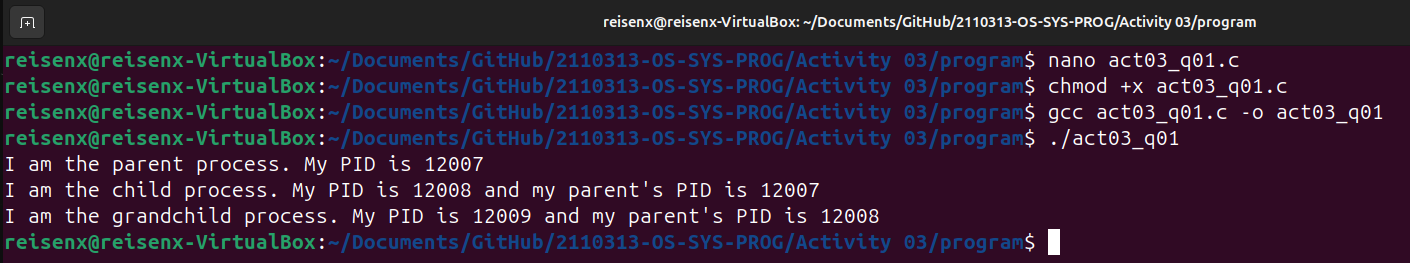 reisenx@reisenx-VirtualBox: ~/Documents/GitHub/2110313-OS-SYS-PROG/Activity 03/program
reisenx@reisenx-VirtualBox:~/Documents/GitHub/2110313-OS-SYS-PROG/Activity 03/program$ nano act03_q01.c
reisenx@reisenx-VirtualBox:~/Documents/GitHub/2110313-OS-SYS-PROG/Activity 03/program$ chmod +x act03_q01.c
reisenx@reisenx-VirtualBox:~/Documents/GitHub/2110313-OS-SYS-PROG/Activity 03/program$ gcc act03_q01.c -o act03_q01
reisenx@reisenx-VirtualBox:~/Documents/GitHub/2110313-OS-SYS-PROG/Activity 03/program$ ./act03_q01
I am the parent process. My PID is 12007
I am the child process. My PID is 12008 and my parent's PID is 12007
I am the grandchild process. My PID is 12009 and my parent's PID is 12008
reisenx@reisenx-VirtualBox:~/Documents/GitHub/2110313-OS-SYS-PROG/Activity 03/program$